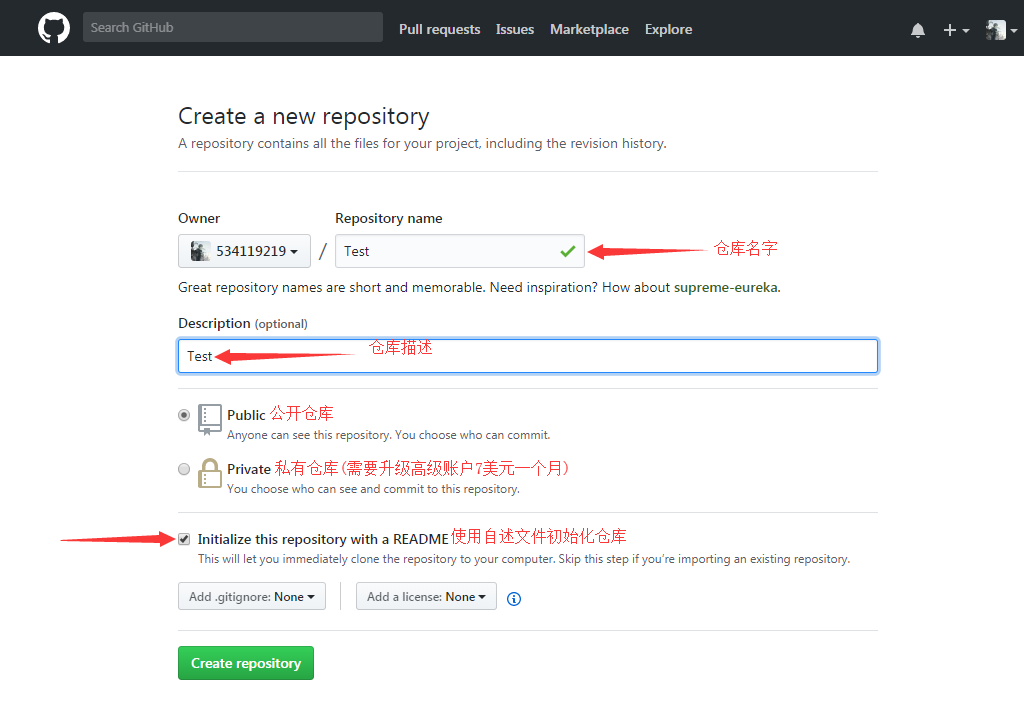 Search GitHub Pull requests Issues Marketplace Explore
Create a new repository
A repository contains all the files for your project, including the revision history.
Owner Repository name
534119219 / Test 仓库名字
Great repository names are short and memorable. Need inspiration? How about supreme-eureka.
Description (optional)
Test 仓库描述
Public 公开仓库
Anyone can see this repository. You choose who can commit.
Private 私有仓库(需要升级高级账户7美元一个月)
You choose who can see and commit to this repository.
Initialize this repository with a README 使用自述文件初始化仓库
This will let you immediately clone the repository to your computer. Skip this step if you’re importing an existing repository.
Add .gitignore: None Add a license: None
Create repository